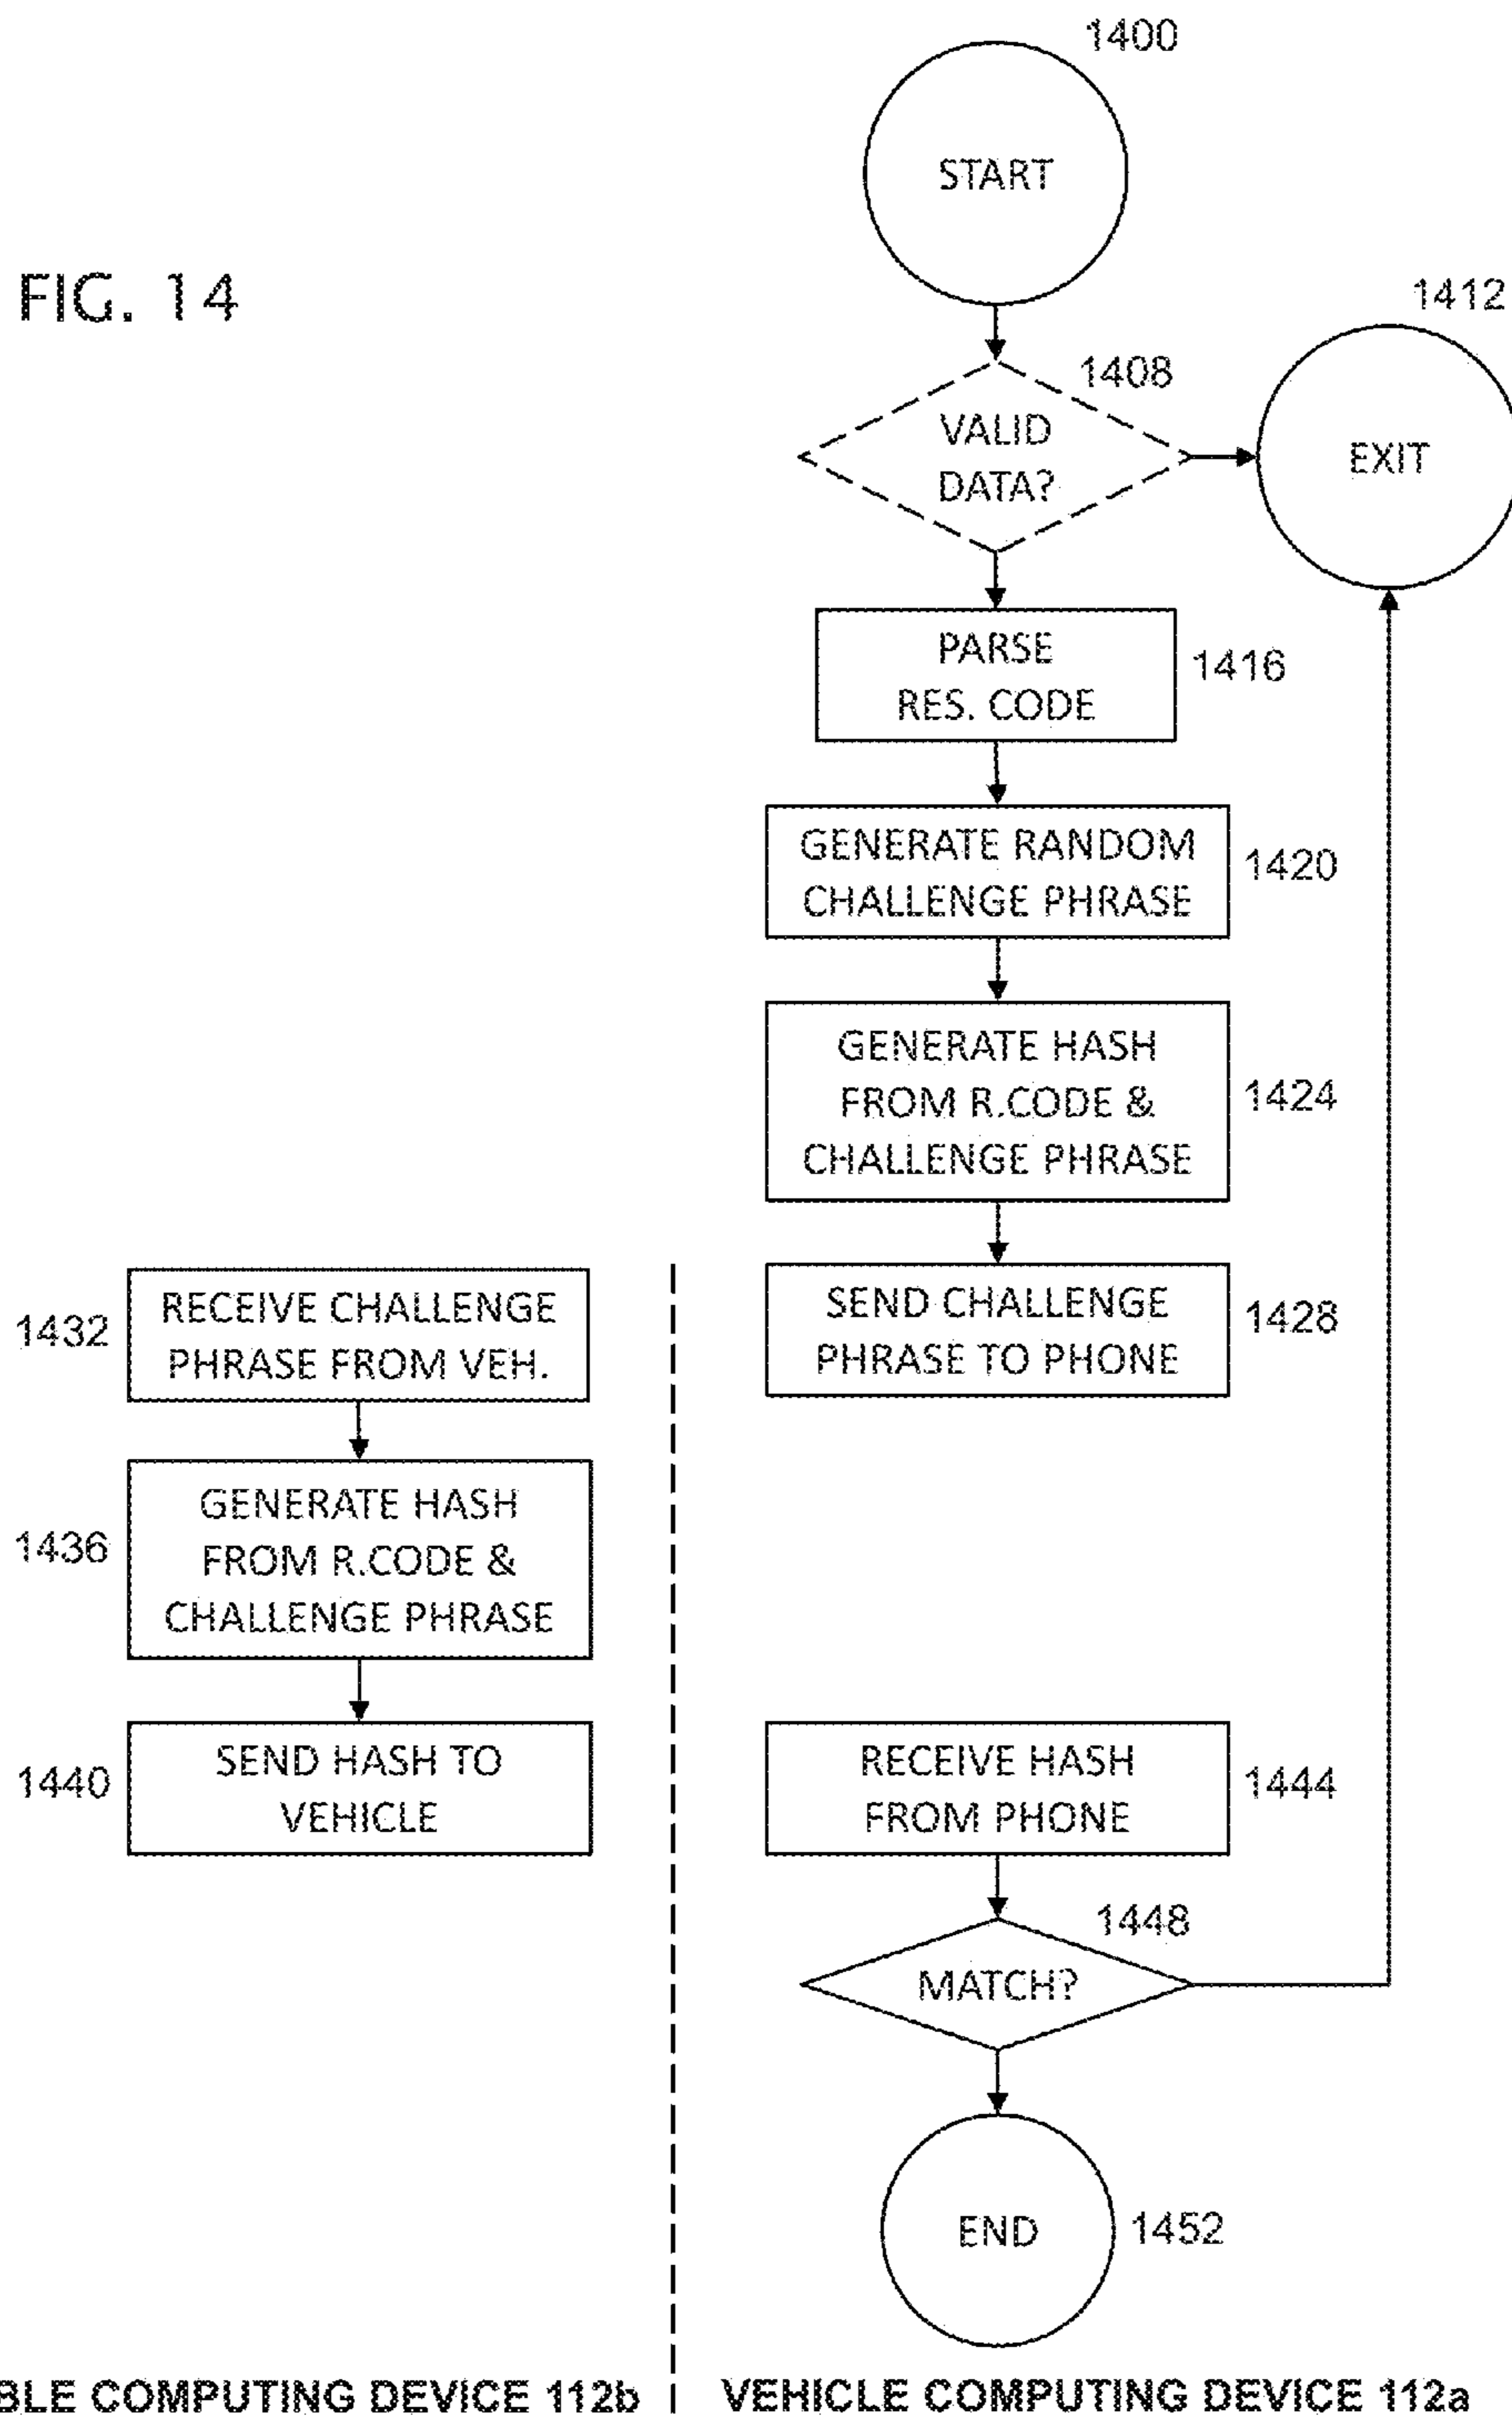 FIG. 14
1400
START
1412
EXIT
1408
VALID
DATA?
PARSE
RES. CODE
1416
GENERATE RANDOM
CHALLENGE PHRASE
1420
GENERATE HASH
FROM R.CODE &
CHALLENGE PHRASE
1424
SEND CHALLENGE
PHRASE TO PHONE
1428
1432
RECEIVE CHALLENGE
PHRASE FROM VEH.
1436
GENERATE HASH
FROM R.CODE &
CHALLENGE PHRASE
1440
SEND HASH TO
VEHICLE
RECEIVE HASH
FROM PHONE
1444
1448
MATCH?
END
1452
BLE COMPUTING DEVICE 112b
VEHICLE COMPUTING DEVICE 112a